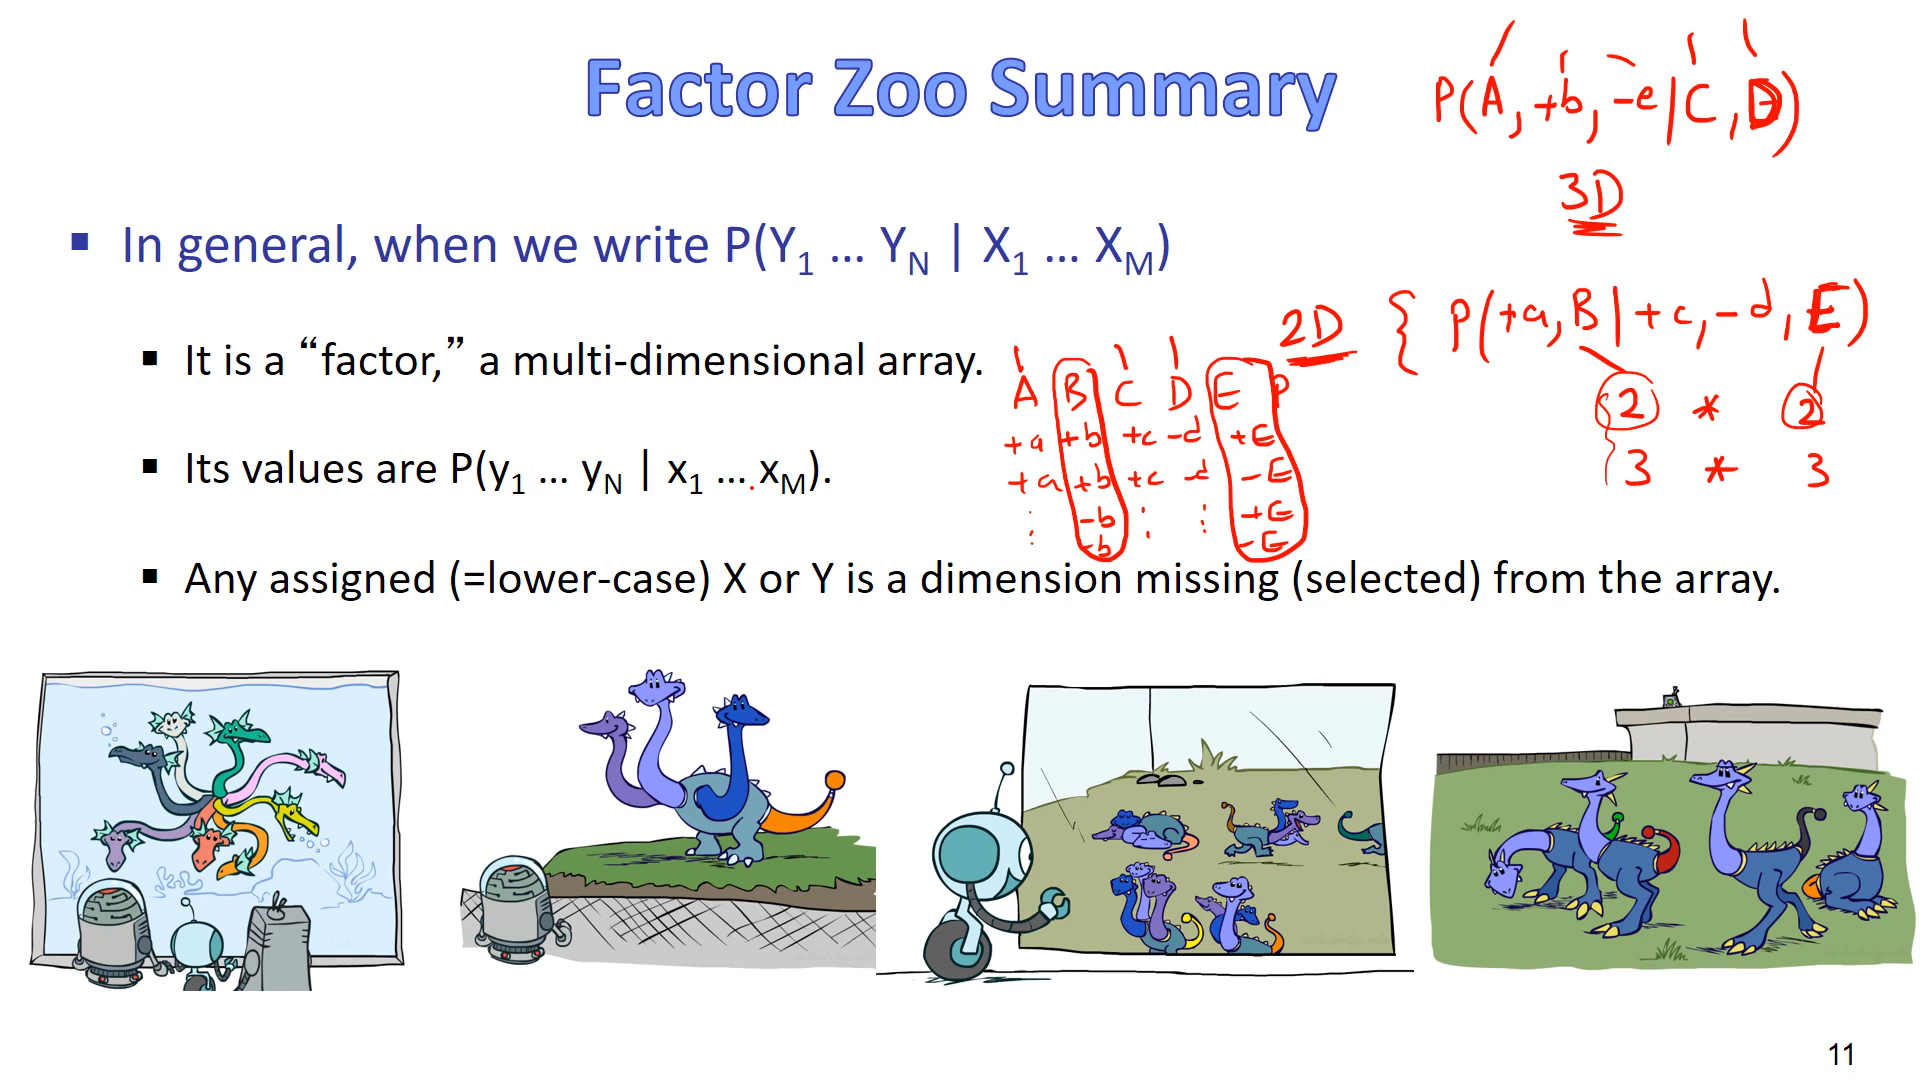 Factor Zoo Summary
P(A, +b, -e | C, D)
3D
▪ In general, when we write P(Y1 … YN | X1 … XM)
2D { P(+a, B | +c, -d, E)
▪ It is a “factor,” a multi-dimensional array.
2 * 2
3 * 3
A B C D E P
+a +b +c -d +E
+a +b +c -d -E
⋮ -b ⋮ ⋮ +E
-b -E
▪ Its values are P(y1 … yN | x1 … xM).
▪ Any assigned (=lower-case) X or Y is a dimension missing (selected) from the array.
11